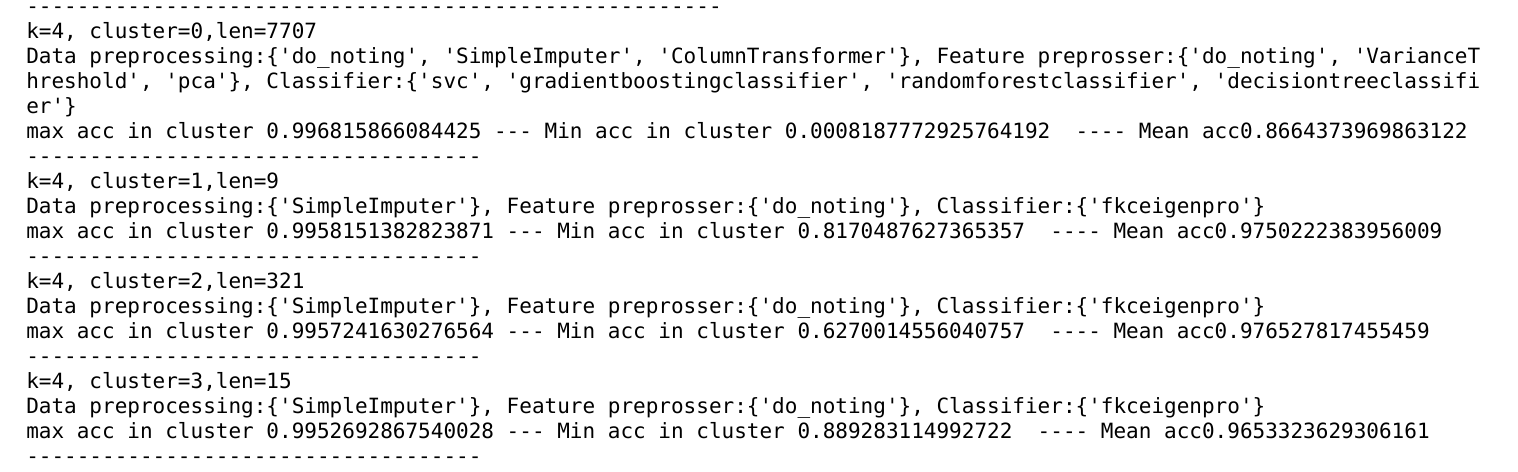 -------------------------------------------------------
k=4, cluster=0,len=7707
Data preprocessing:{'do_noting', 'SimpleImputer', 'ColumnTransformer'}, Feature preprosser:{'do_noting', 'VarianceT
hreshold', 'pca'}, Classifier:{'svc', 'gradientboostingclassifier', 'randomforestclassifier', 'decisiontreeclassifi
er'}
max acc in cluster 0.996815866084425 --- Min acc in cluster 0.0008187772925764192  ---- Mean acc0.8664373969863122
------------------------------------
k=4, cluster=1,len=9
Data preprocessing:{'SimpleImputer'}, Feature preprosser:{'do_noting'}, Classifier:{'fkceigenpro'}
max acc in cluster 0.9958151382823871 --- Min acc in cluster 0.8170487627365357  ---- Mean acc0.9750222383956009
------------------------------------
k=4, cluster=2,len=321
Data preprocessing:{'SimpleImputer'}, Feature preprosser:{'do_noting'}, Classifier:{'fkceigenpro'}
max acc in cluster 0.9957241630276564 --- Min acc in cluster 0.6270014556040757  ---- Mean acc0.976527817455459
------------------------------------
k=4, cluster=3,len=15
Data preprocessing:{'SimpleImputer'}, Feature preprosser:{'do_noting'}, Classifier:{'fkceigenpro'}
max acc in cluster 0.9952692867540028 --- Min acc in cluster 0.889283114992722  ---- Mean acc0.9653323629306161
------------------------------------